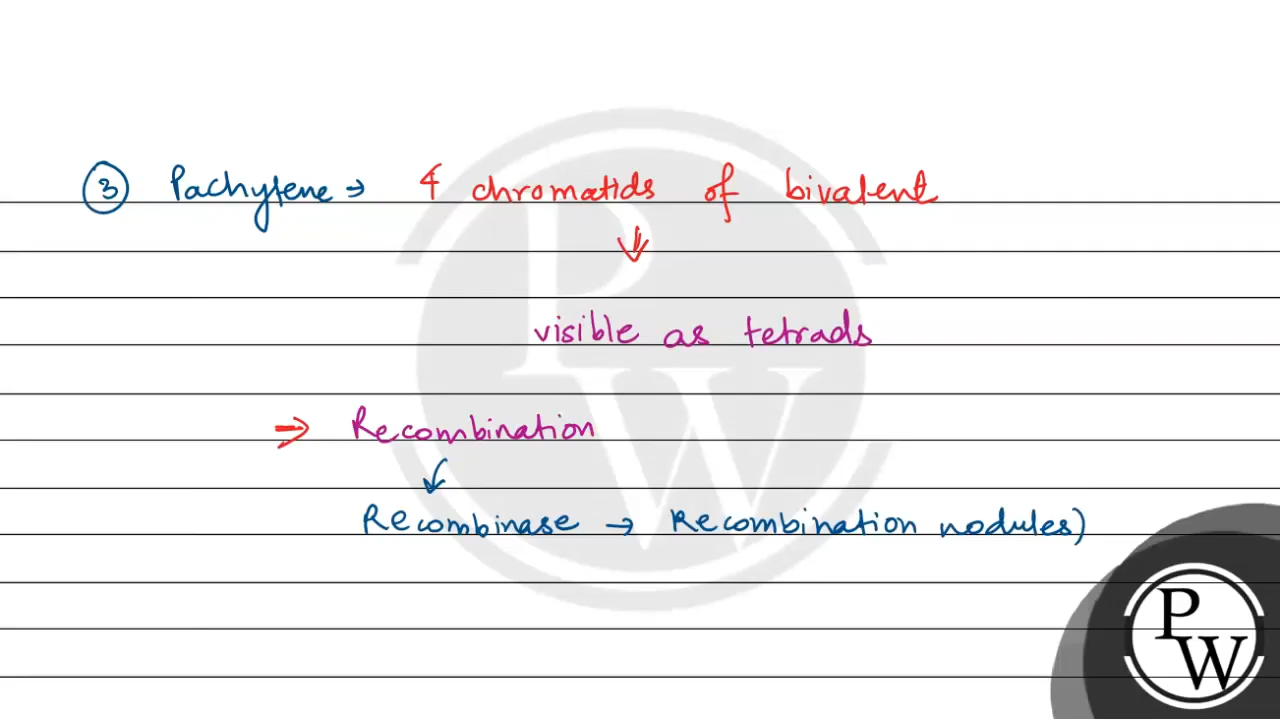 ③ Pachytene → 4 chromatids of bivalent
↓
visible as tetrads
⇒ Recombination
↓
Recombinase → Recombination nodules)
P
W
P
W